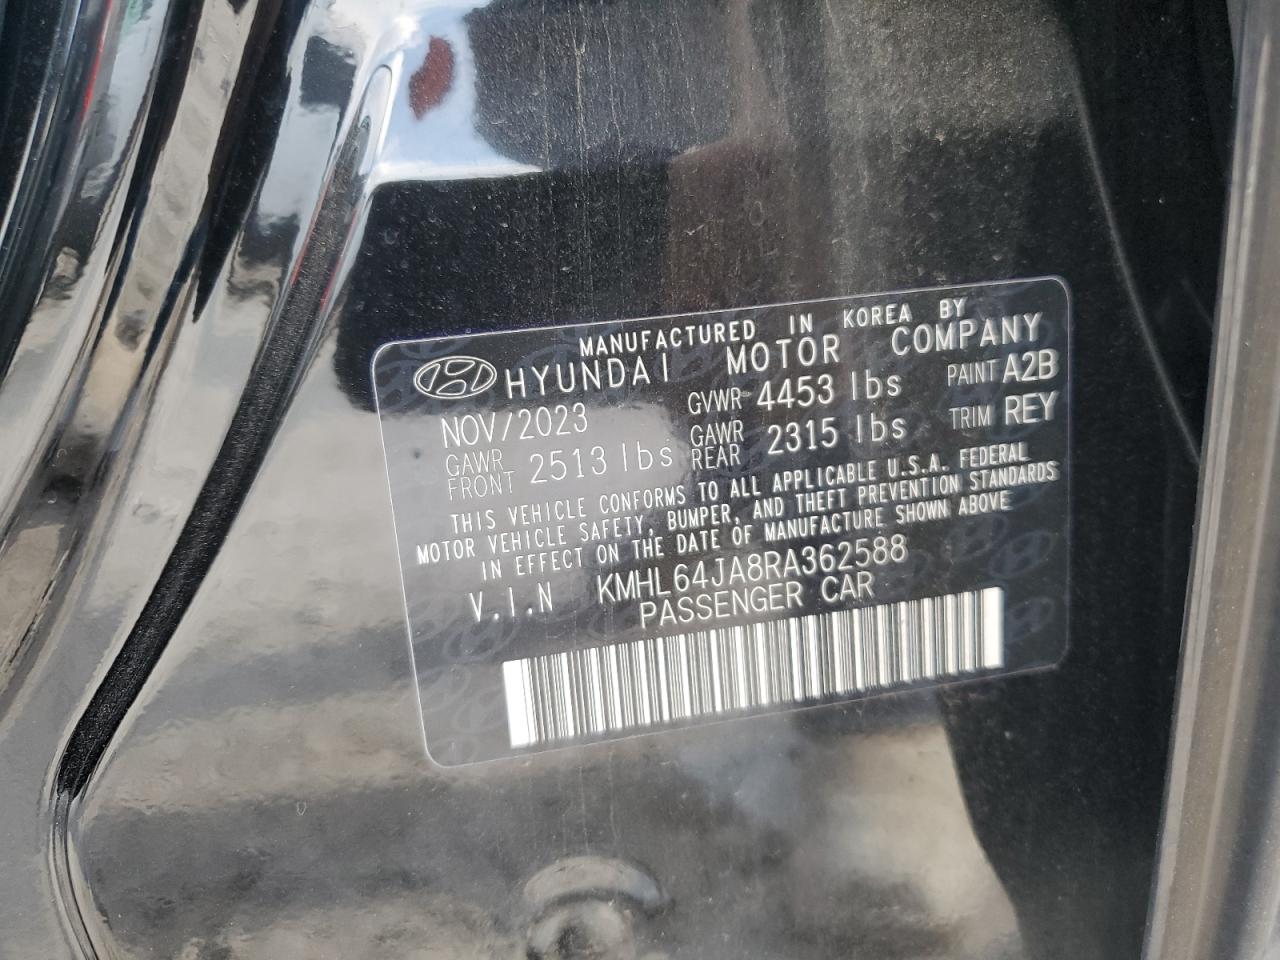 MANUFACTURED IN KOREA BY
HYUNDAI MOTOR COMPANY
NOV/2023 GVWR 4453 lbs PAINT A2B
GAWR FRONT 2513 lbs GAWR REAR 2315 lbs TRIM REY
THIS VEHICLE CONFORMS TO ALL APPLICABLE U.S.A. FEDERAL
MOTOR VEHICLE SAFETY, BUMPER, AND THEFT PREVENTION STANDARDS
IN EFFECT ON THE DATE OF MANUFACTURE SHOWN ABOVE
V.I.N KMHL64JA8RA362588
PASSENGER CAR